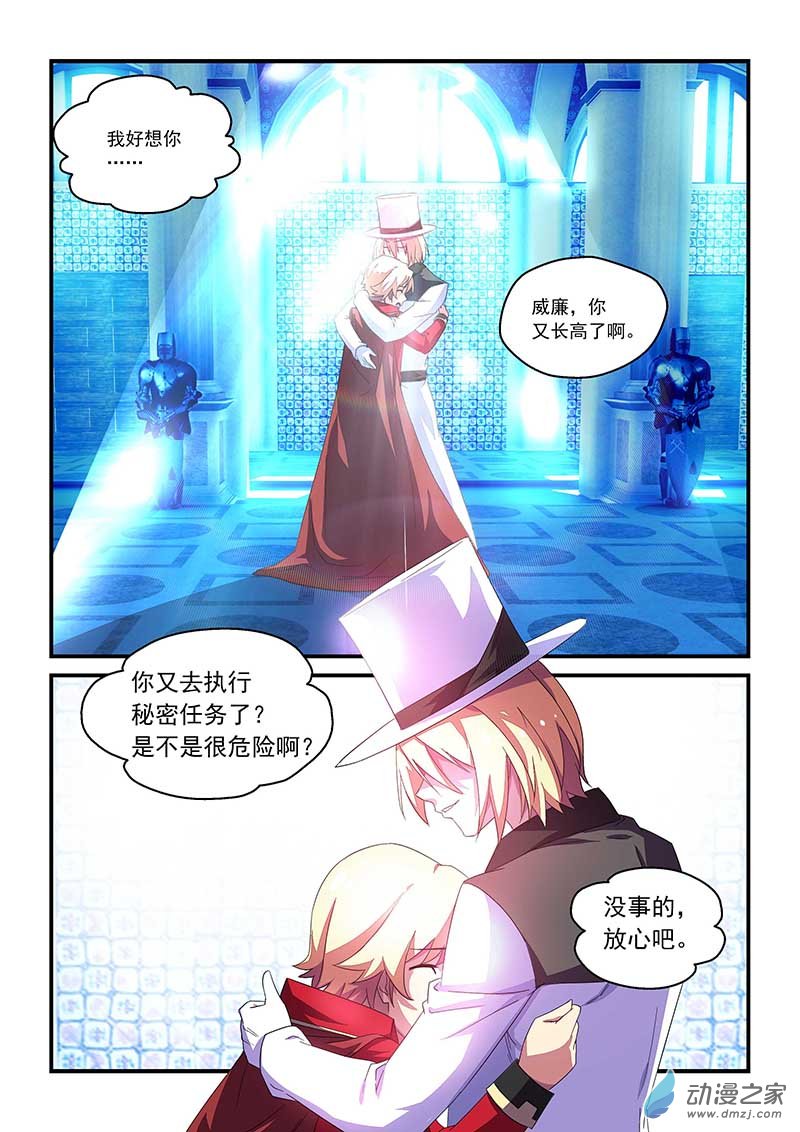 我好想你
……
威廉，你
又长高了啊。
你又去执行
秘密任务了？
是不是很危险啊？
没事的，
放心吧。
动漫之家
www.dmzj.com